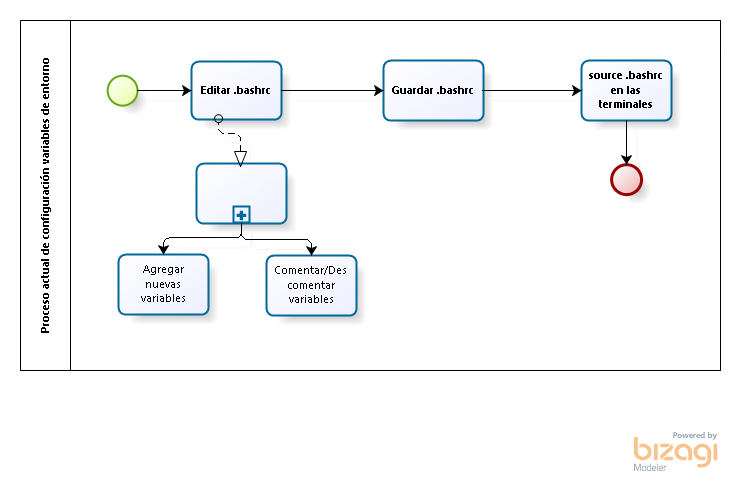 Proceso actual de configuración variables de entorno
Editar .bashrc
Guardar .bashrc
source .bashrc
en las
terminales
Agregar
nuevas
variables
Comentar/Des
comentar
variables
Powered by
bizagi
Modeler